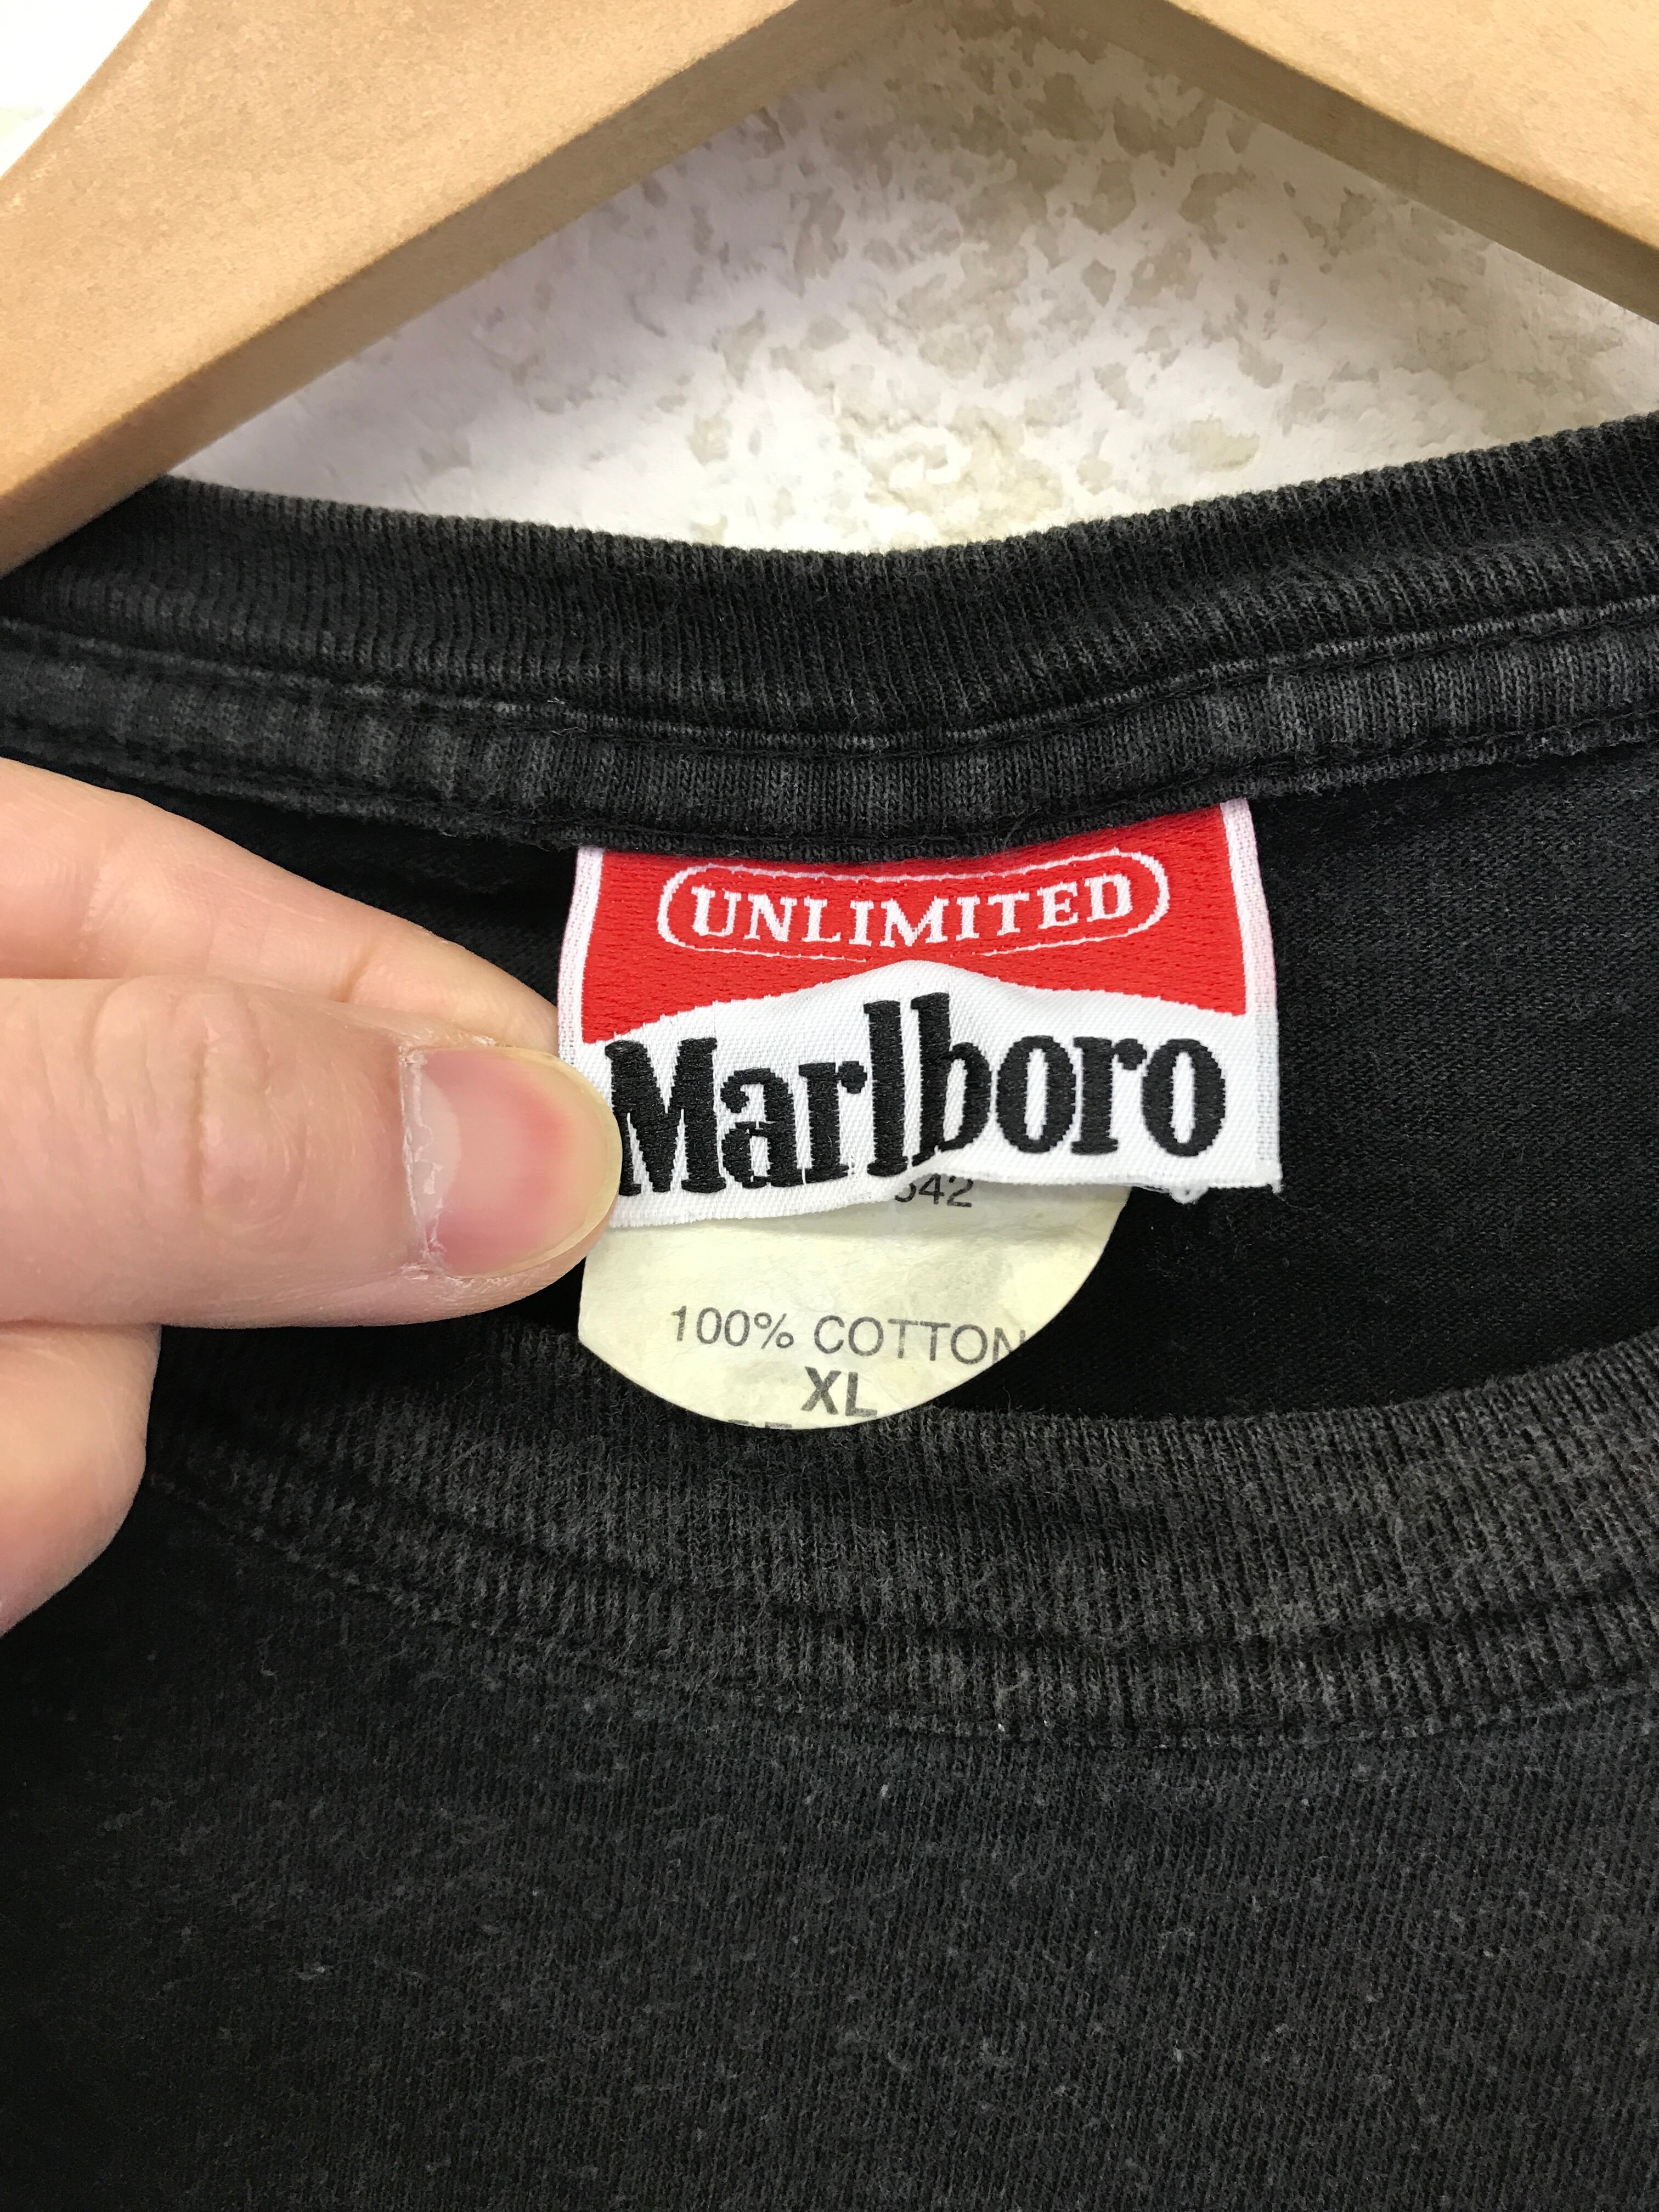 UNLIMITED
Marlboro
100% COTTON
XL